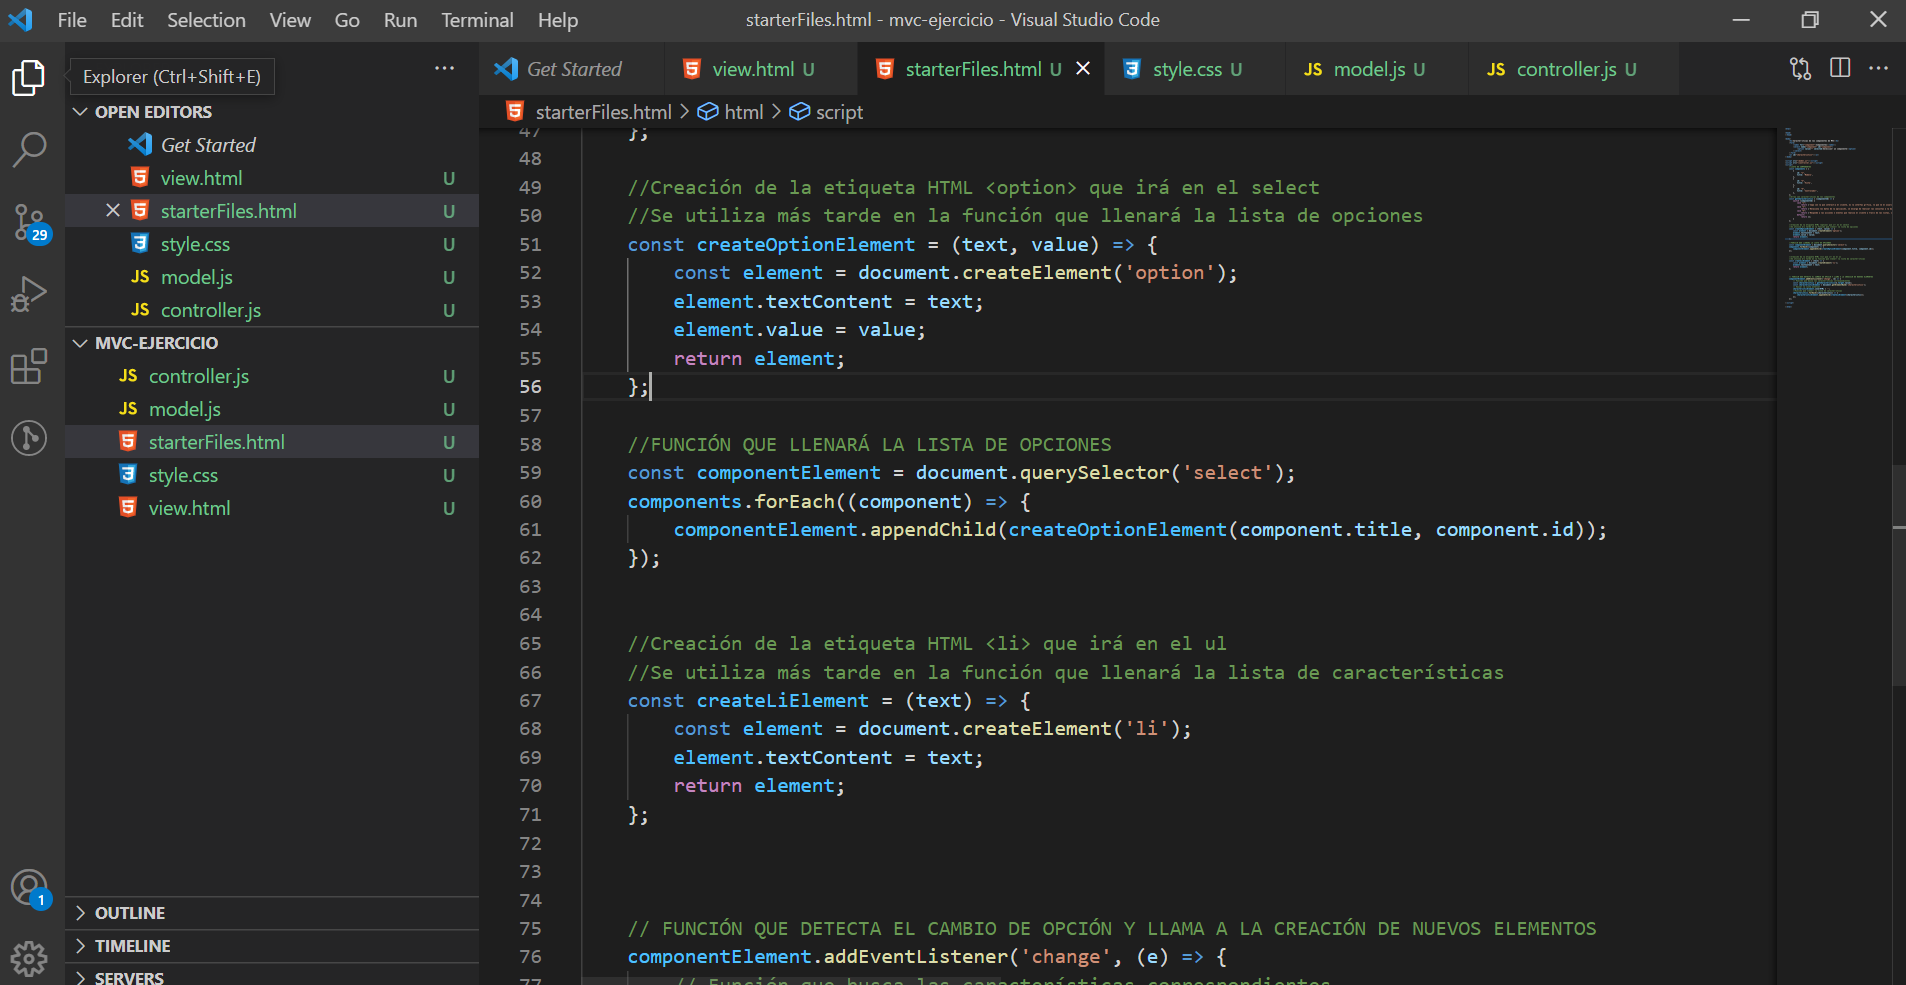 File Edit Selection View Go Run Terminal Help
starterFiles.html - mvc-ejercicio - Visual Studio Code
Explorer (Ctrl+Shift+E)
OPEN EDITORS
Get Started
view.html U
starterFiles.html U
style.css U
model.js U
controller.js U
MVC-EJERCICIO
controller.js U
model.js U
starterFiles.html U
style.css U
view.html U
OUTLINE
TIMELINE
SERVERS
29
1
Get Started view.html U starterFiles.html U style.css U model.js U controller.js U
starterFiles.html > html > script
47 };
48
49 //Creación de la etiqueta HTML <option> que irá en el select
50 //Se utiliza más tarde en la función que llenará la lista de opciones
51 const createOptionElement = (text, value) => {
52 const element = document.createElement('option');
53 element.textContent = text;
54 element.value = value;
55 return element;
56 };
57
58 //FUNCIÓN QUE LLENARÁ LA LISTA DE OPCIONES
59 const componentElement = document.querySelector('select');
60 components.forEach((component) => {
61 componentElement.appendChild(createOptionElement(component.title, component.id));
62 });
63
64
65 //Creación de la etiqueta HTML <li> que irá en el ul
66 //Se utiliza más tarde en la función que llenará la lista de características
67 const createLiElement = (text) => {
68 const element = document.createElement('li');
69 element.textContent = text;
70 return element;
71 };
72
73
74
75 // FUNCIÓN QUE DETECTA EL CAMBIO DE OPCIÓN Y LLAMA A LA CREACIÓN DE NUEVOS ELEMENTOS
76 componentElement.addEventListener('change', (e) => {
77 // Función que busca las características correspondientes